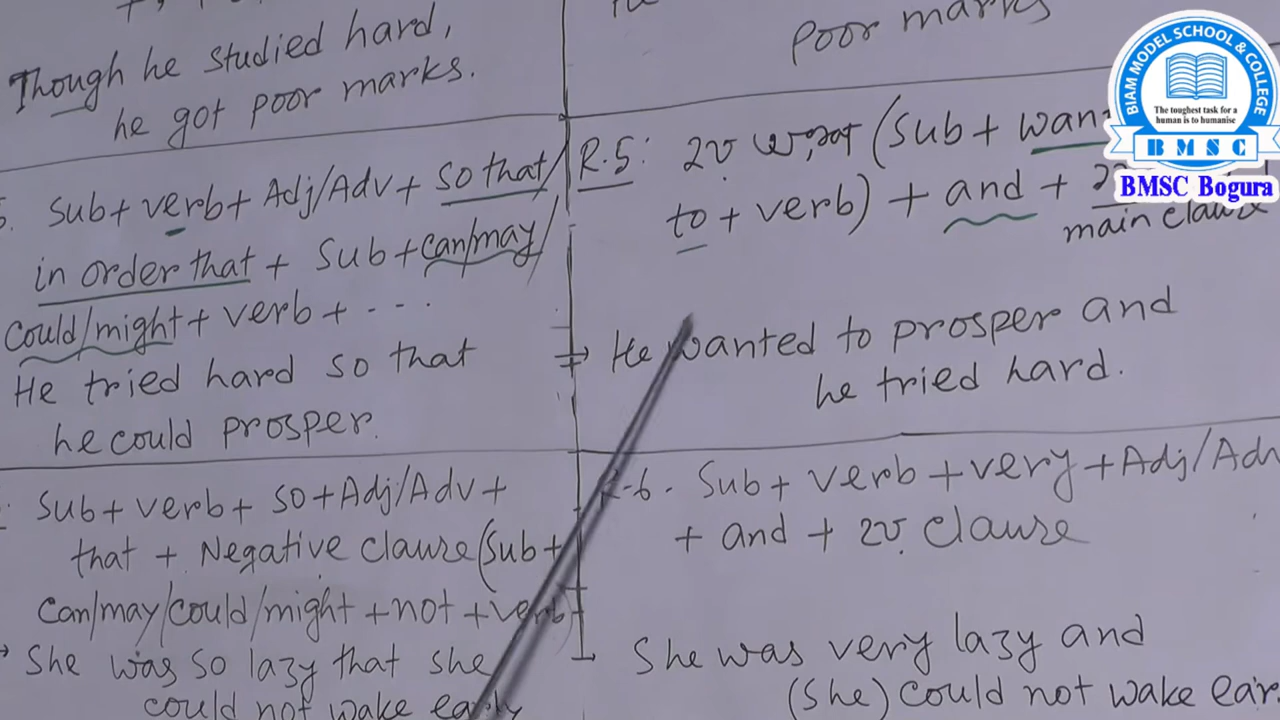 Though he studied hard,
he got poor marks.
Poor marks
5. Sub+ verb+ Adj/Adv + so that/
in order that + Sub + can/may/
could/might + verb + - - .
He tried hard so that
he could prosper.
Sub+ verb + so+Adj/Adv +
that + Negative clause (Sub +
can/may/could/might +not +verb)
→ She was so lazy that she
could not wake early
R.5: (Sub + want
to + verb) + and +
main clause
→ He wanted to prosper and
he tried hard.
R-6. Sub+ verb +very +Adj/Adv
+ and + clause
She was very lazy and
(She) could not wake ear
BIAM MODEL SCHOOL & COLLEGE
The toughest task for a
human is to humanise
B M S C
BMSC Bogura